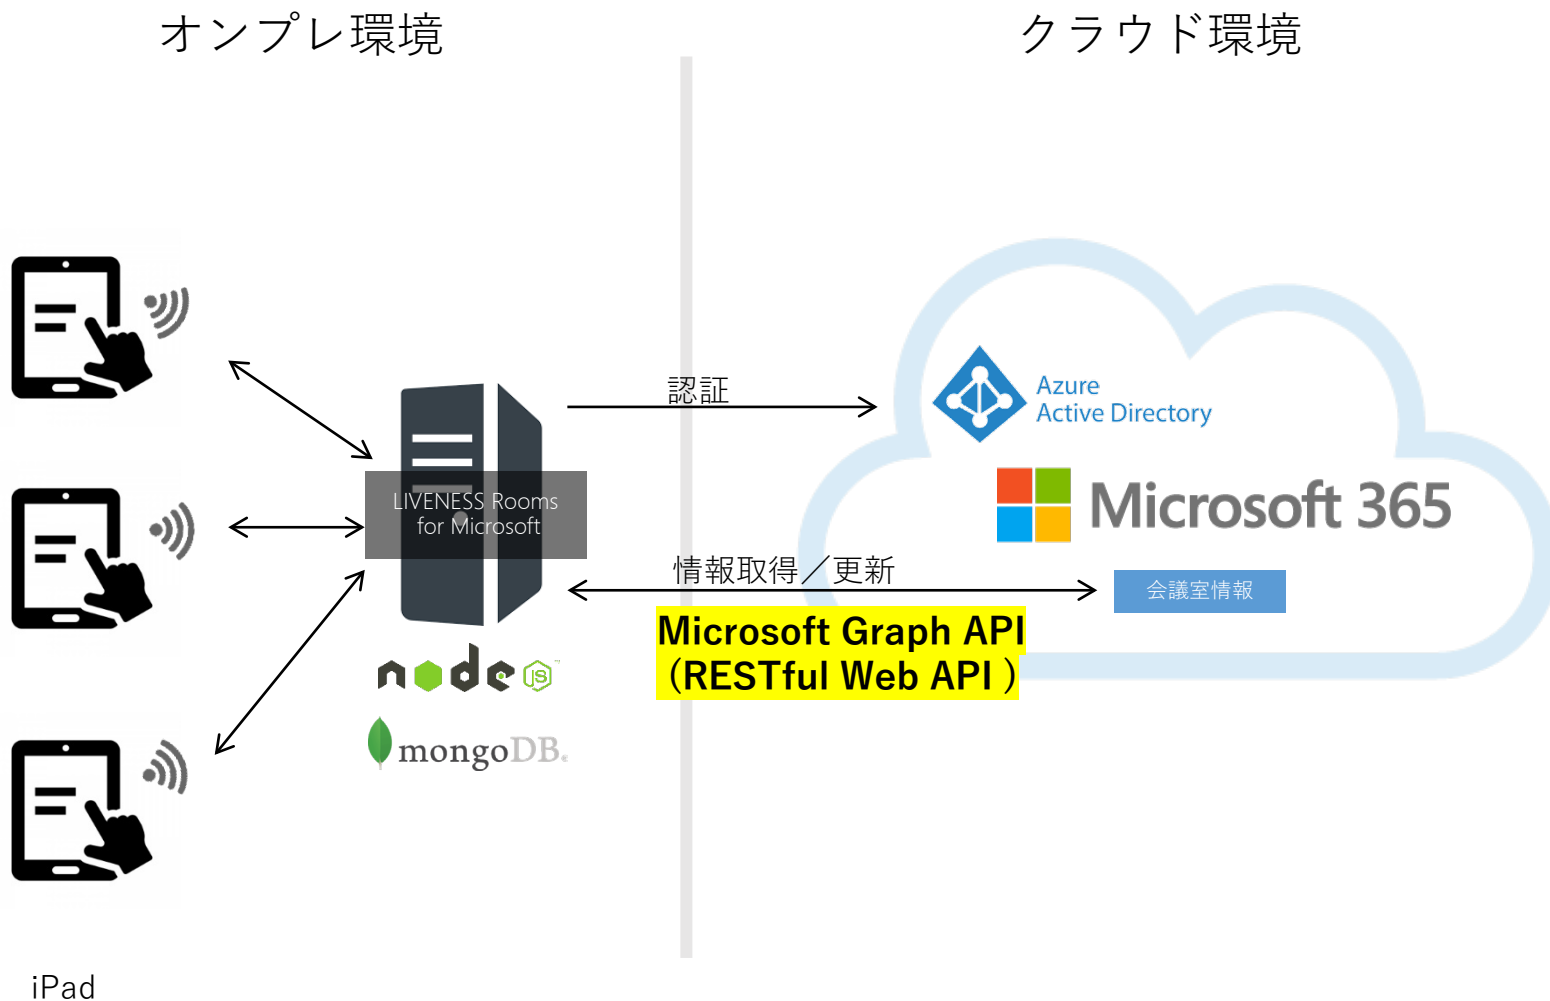 オンプレ環境
クラウド環境
認証
Azure
Active Directory
LIVENESS Rooms
for Microsoft
Microsoft 365
情報取得／更新
会議室情報
Microsoft Graph API
（RESTful Web API ）
node
JS
mongoDB.
iPad